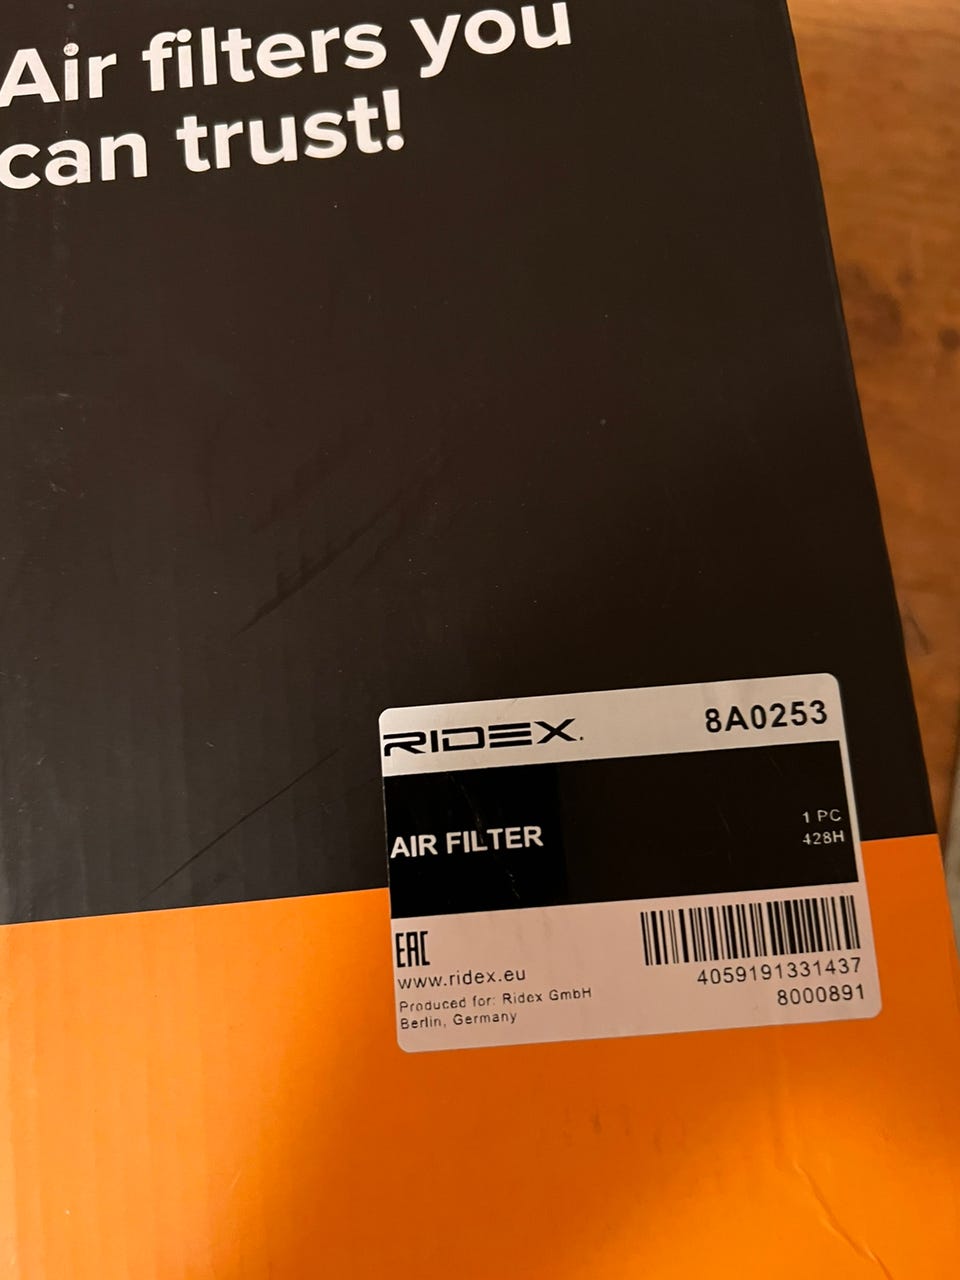 Air filters you
can trust!
RIDEX. 8A0253
AIR FILTER
1 PC
428H
EAC
www.ridex.eu
Produced for: Ridex GmbH
Berlin, Germany
4059191331437
8000891